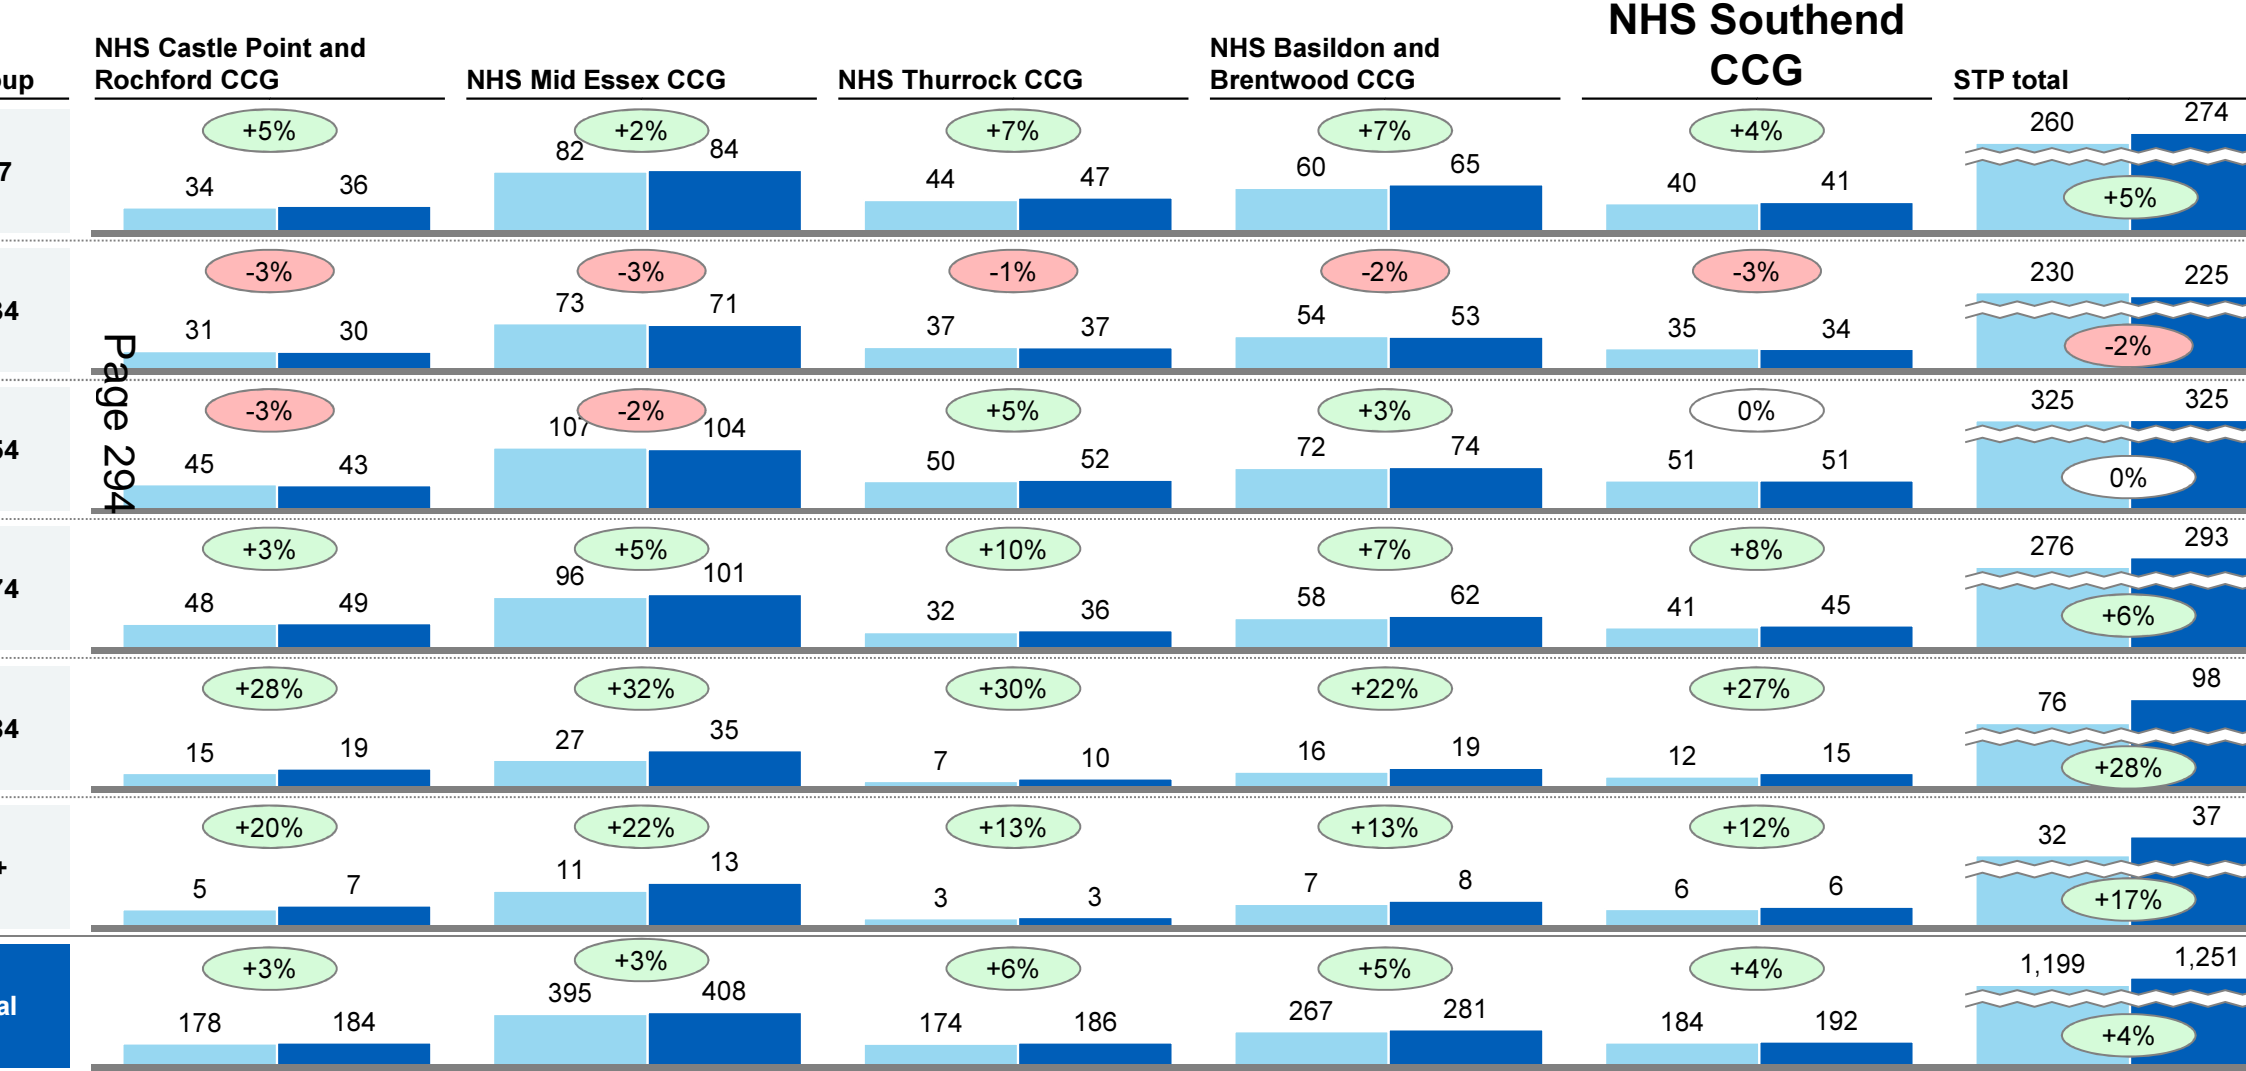 NHS Castle Point and
Rochford CCG
NHS Mid Essex CCG
NHS Thurrock CCG
NHS Basildon and
Brentwood CCG
NHS Southend
CCG
STP total
+5% +2% +7% +7% +4%
34 36 82 84 44 47 60 65 40 41 260 274
+5%
-3% -3% -1% -2% -3%
31 30 73 71 37 37 54 53 35 34 230 225
-2%
-3% -2% +5% +3% 0%
45 43 107 104 50 52 72 74 51 51 325 325
0%
Page 294
+3% +5% +10% +7% +8%
48 49 96 101 32 36 58 62 41 45 276 293
+6%
+28% +32% +30% +22% +27%
15 19 27 35 7 10 16 19 12 15 76 98
+28%
+20% +22% +13% +13% +12%
5 7 11 13 3 3 7 8 6 6 32 37
+17%
+3% +3% +6% +5% +4%
178 184 395 408 174 186 267 281 184 192 1,199 1,251
+4%